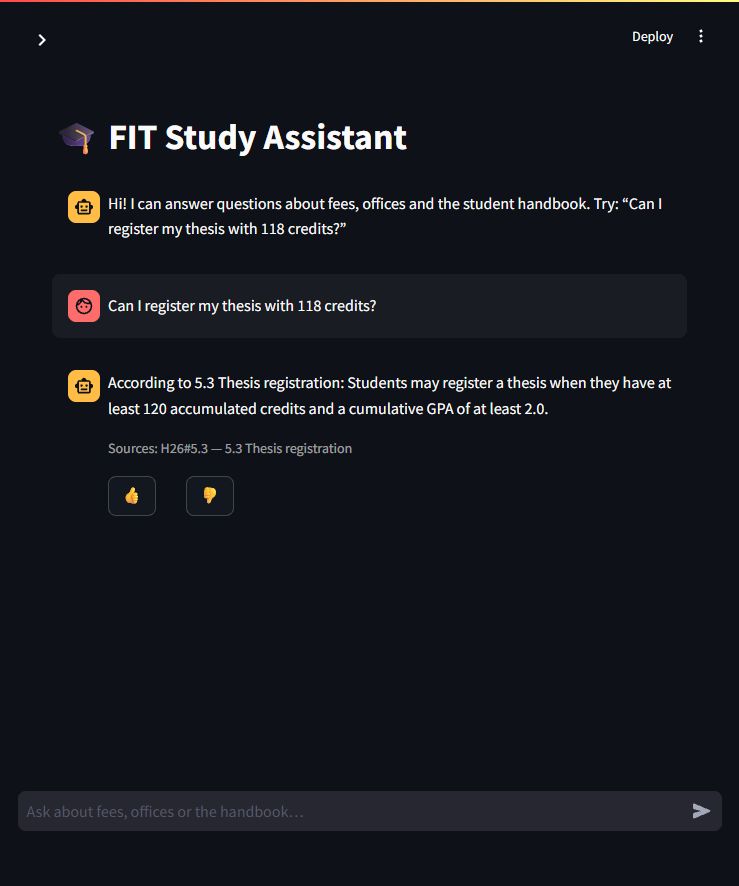 Deploy
FIT Study Assistant
Hi! I can answer questions about fees, offices and the student handbook. Try: “Can I
register my thesis with 118 credits?”
Can I register my thesis with 118 credits?
According to 5.3 Thesis registration: Students may register a thesis when they have at
least 120 accumulated credits and a cumulative GPA of at least 2.0.
Sources: H26#5.3 — 5.3 Thesis registration
Ask about fees, offices or the handbook…